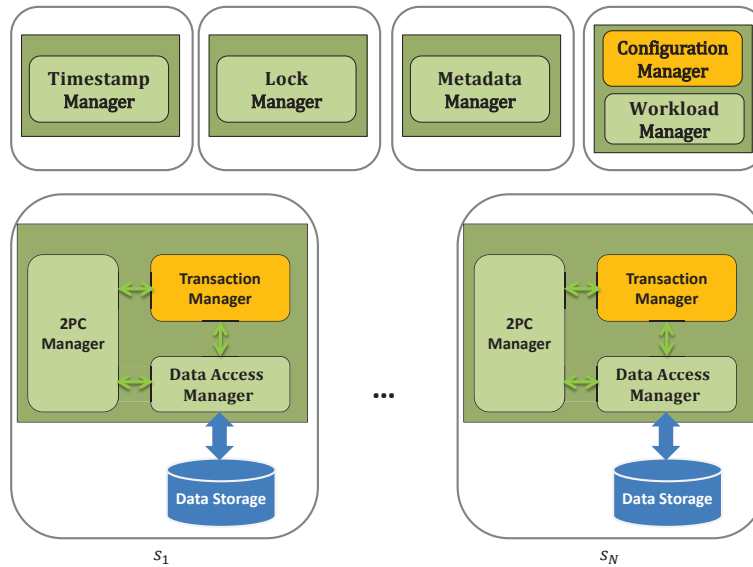 Timestamp
Manager
Lock
Manager
Metadata
Manager
Configuration
Manager
Workload
Manager
2PC
Manager
Transaction
Manager
Data Access
Manager
Data Storage
s1
...
2PC
Manager
Transaction
Manager
Data Access
Manager
Data Storage
sN